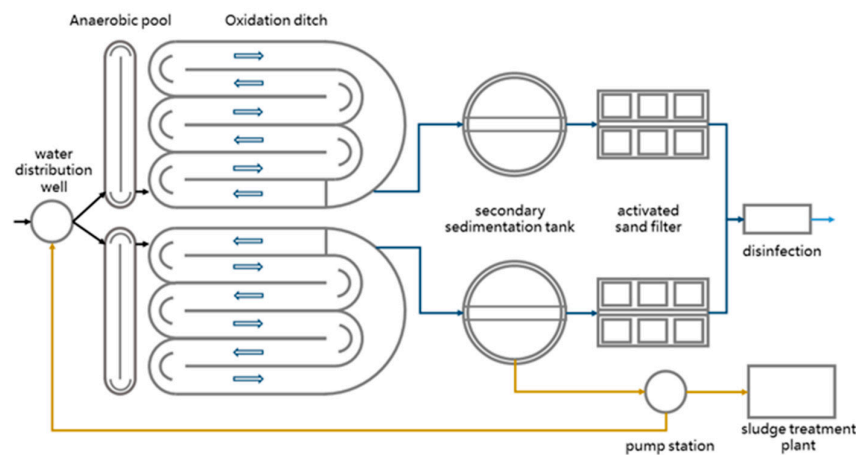 Anaerobic pool
Oxidation ditch
water
distribution
well
secondary
sedimentation tank
activated
sand filter
disinfection
pump station
sludge treatment
plant